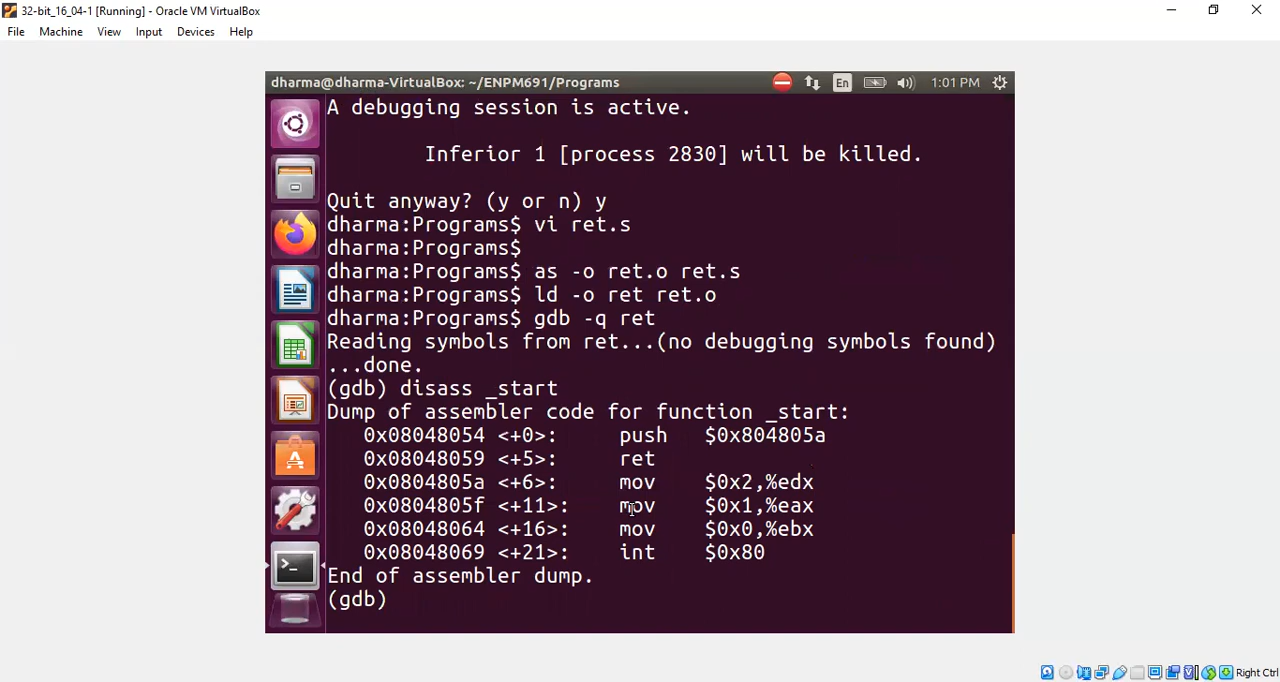 32-bit_16_04-1 [Running] - Oracle VM VirtualBox
File Machine View Input Devices Help
dharma@dharma-VirtualBox: ~/ENPM691/Programs En 1:01 PM
A debugging session is active.
Inferior 1 [process 2830] will be killed.
Quit anyway? (y or n) y
dharma:Programs$ vi ret.s
dharma:Programs$
dharma:Programs$ as -o ret.o ret.s
dharma:Programs$ ld -o ret ret.o
dharma:Programs$ gdb -q ret
Reading symbols from ret...(no debugging symbols found)
...done.
(gdb) disass _start
Dump of assembler code for function _start:
0x08048054 <+0>: push $0x804805a
0x08048059 <+5>: ret
0x0804805a <+6>: mov $0x2,%edx
0x0804805f <+11>: mov $0x1,%eax
0x08048064 <+16>: mov $0x0,%ebx
0x08048069 <+21>: int $0x80
End of assembler dump.
(gdb)
Right Ctrl